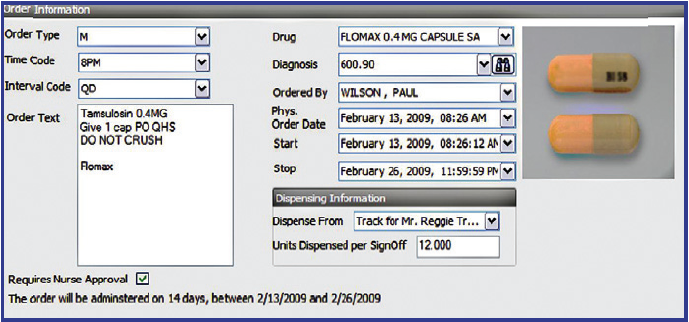 Order Information
Order Type M
Time Code 8PM
Interval Code QD
Order Text Tamsulosin 0.4MG
Give 1 cap PO QHS
DO NOT CRUSH
Flomax
Drug FLOMAX 0.4 MG CAPSULE SA
Diagnosis 600.90
Ordered By WILSON , PAUL
Phys.
Order Date February 13, 2009, 08:26 AM
Start February 13, 2009, 08:26:12 AM
Stop February 26, 2009, 11:59:59 PM
Dispensing Information
Dispense From Track for Mr. Reggie Tr...
Units Dispensed per SignOff 12.000
Requires Nurse Approval
The order will be adminstered on 14 days, between 2/13/2009 and 2/26/2009